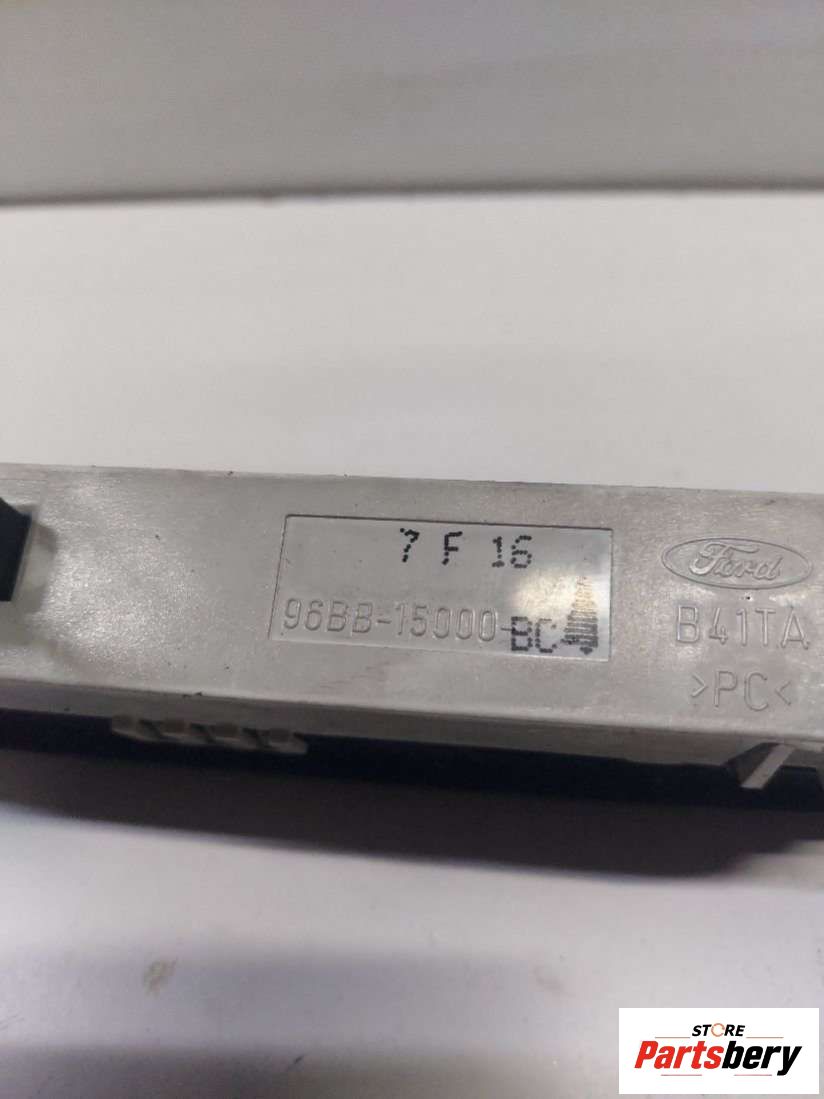 7 F 16
96BB-15000-BC
Ford
B41TA
>PC<
STORE
Partsbery